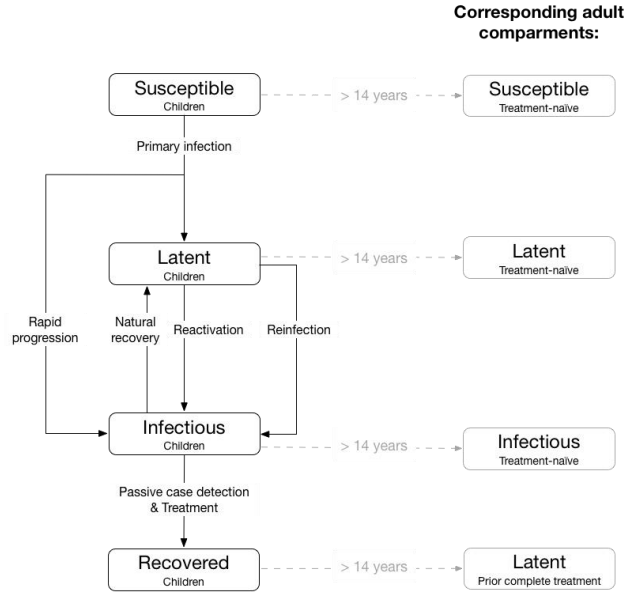 Corresponding adult
comparments:
Susceptible
Children
> 14 years
Susceptible
Treatment-naïve
Primary infection
Latent
Children
> 14 years
Latent
Treatment-naïve
Rapid
progression
Natural
recovery
Reactivation
Reinfection
Infectious
Children
> 14 years
Infectious
Treatment-naïve
Passive case detection
& Treatment
Recovered
Children
> 14 years
Latent
Prior complete treatment